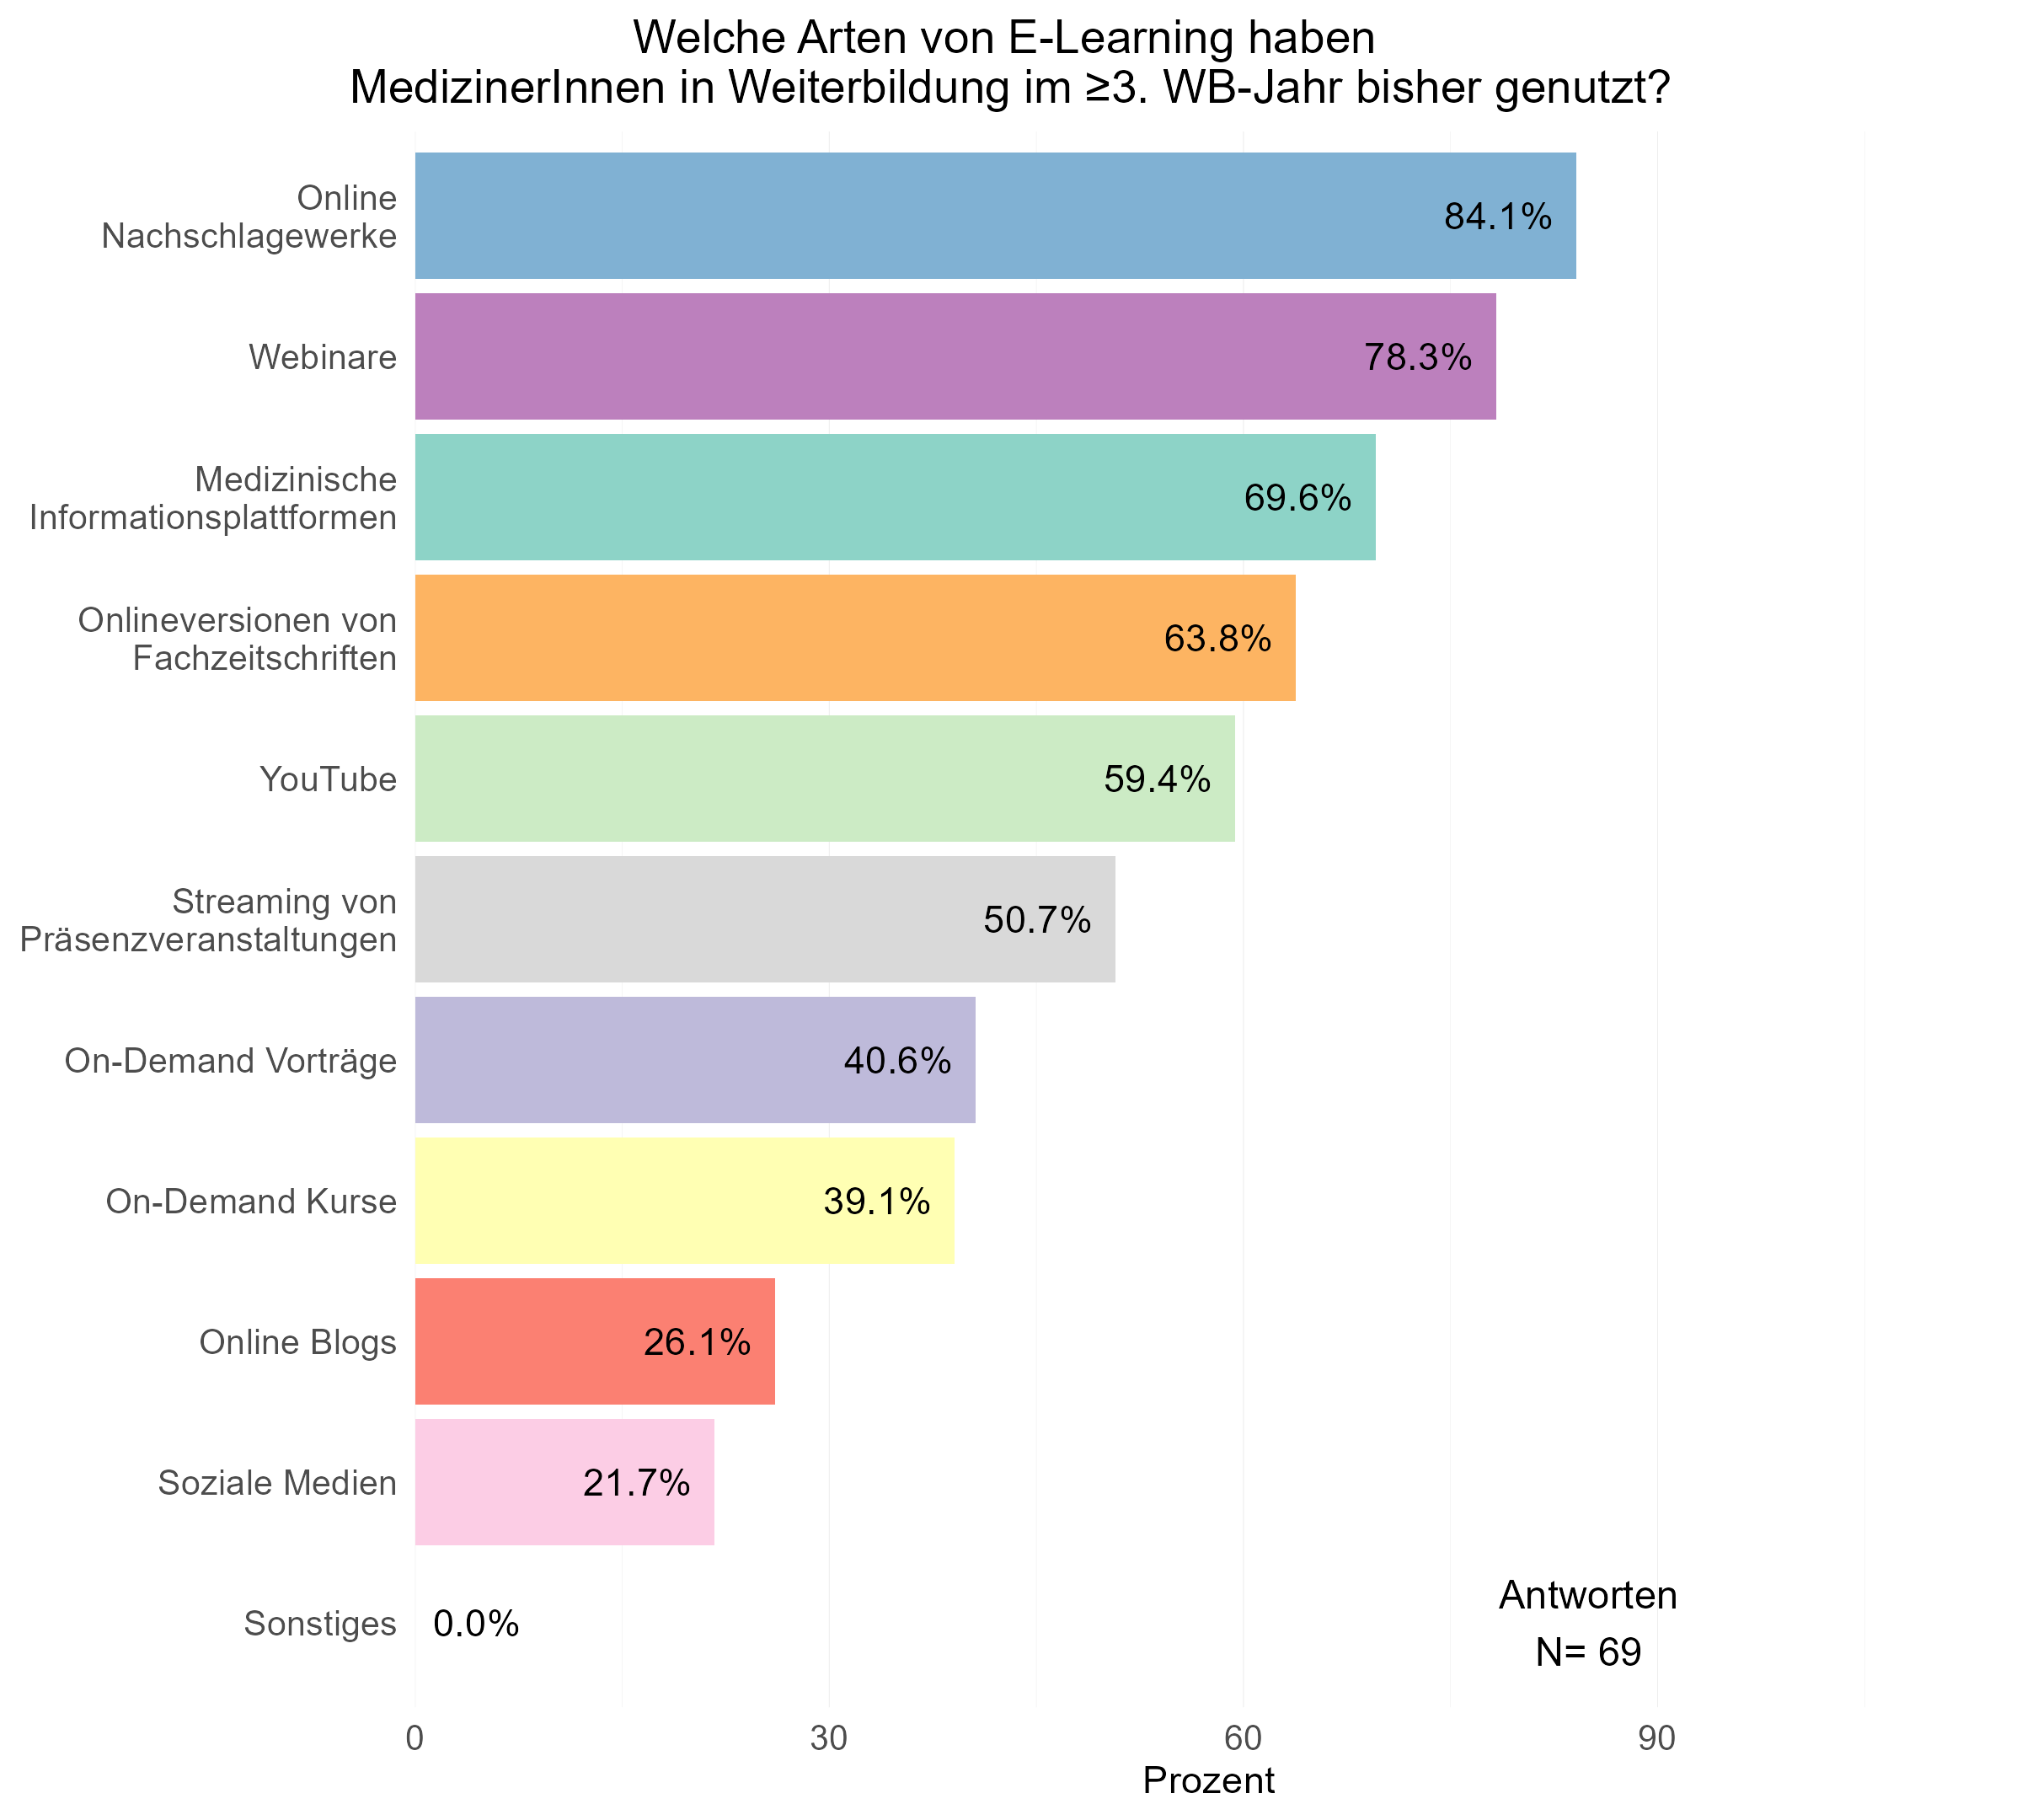 Welche Arten von E-Learning haben
MedizinerInnen in Weiterbildung im ≥3. WB-Jahr bisher genutzt?
Online
Nachschlagewerke
84.1%
Webinare
78.3%
Medizinische
Informationsplattformen
69.6%
Onlineversionen von
Fachzeitschriften
63.8%
YouTube
59.4%
Streaming von
Präsenzveranstaltungen
50.7%
On-Demand Vorträge
40.6%
On-Demand Kurse
39.1%
Online Blogs
26.1%
Soziale Medien
21.7%
Sonstiges
0.0%
Antworten
N= 69
0 30 60 90
Prozent